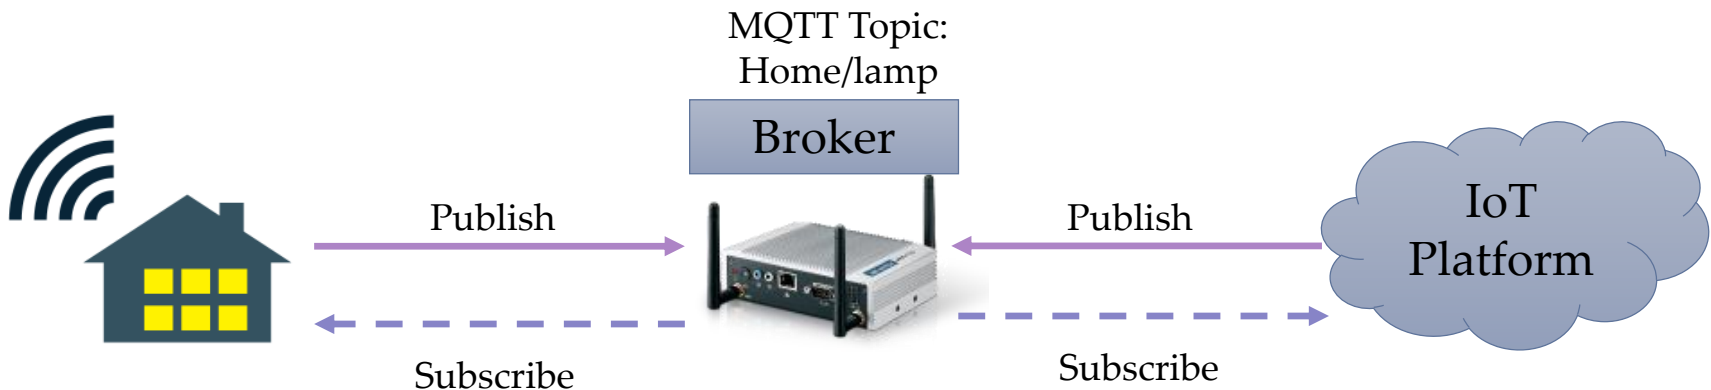 MQTT Topic:
Home/lamp
Broker
Publish
Publish
IoT
Platform
Subscribe
Subscribe